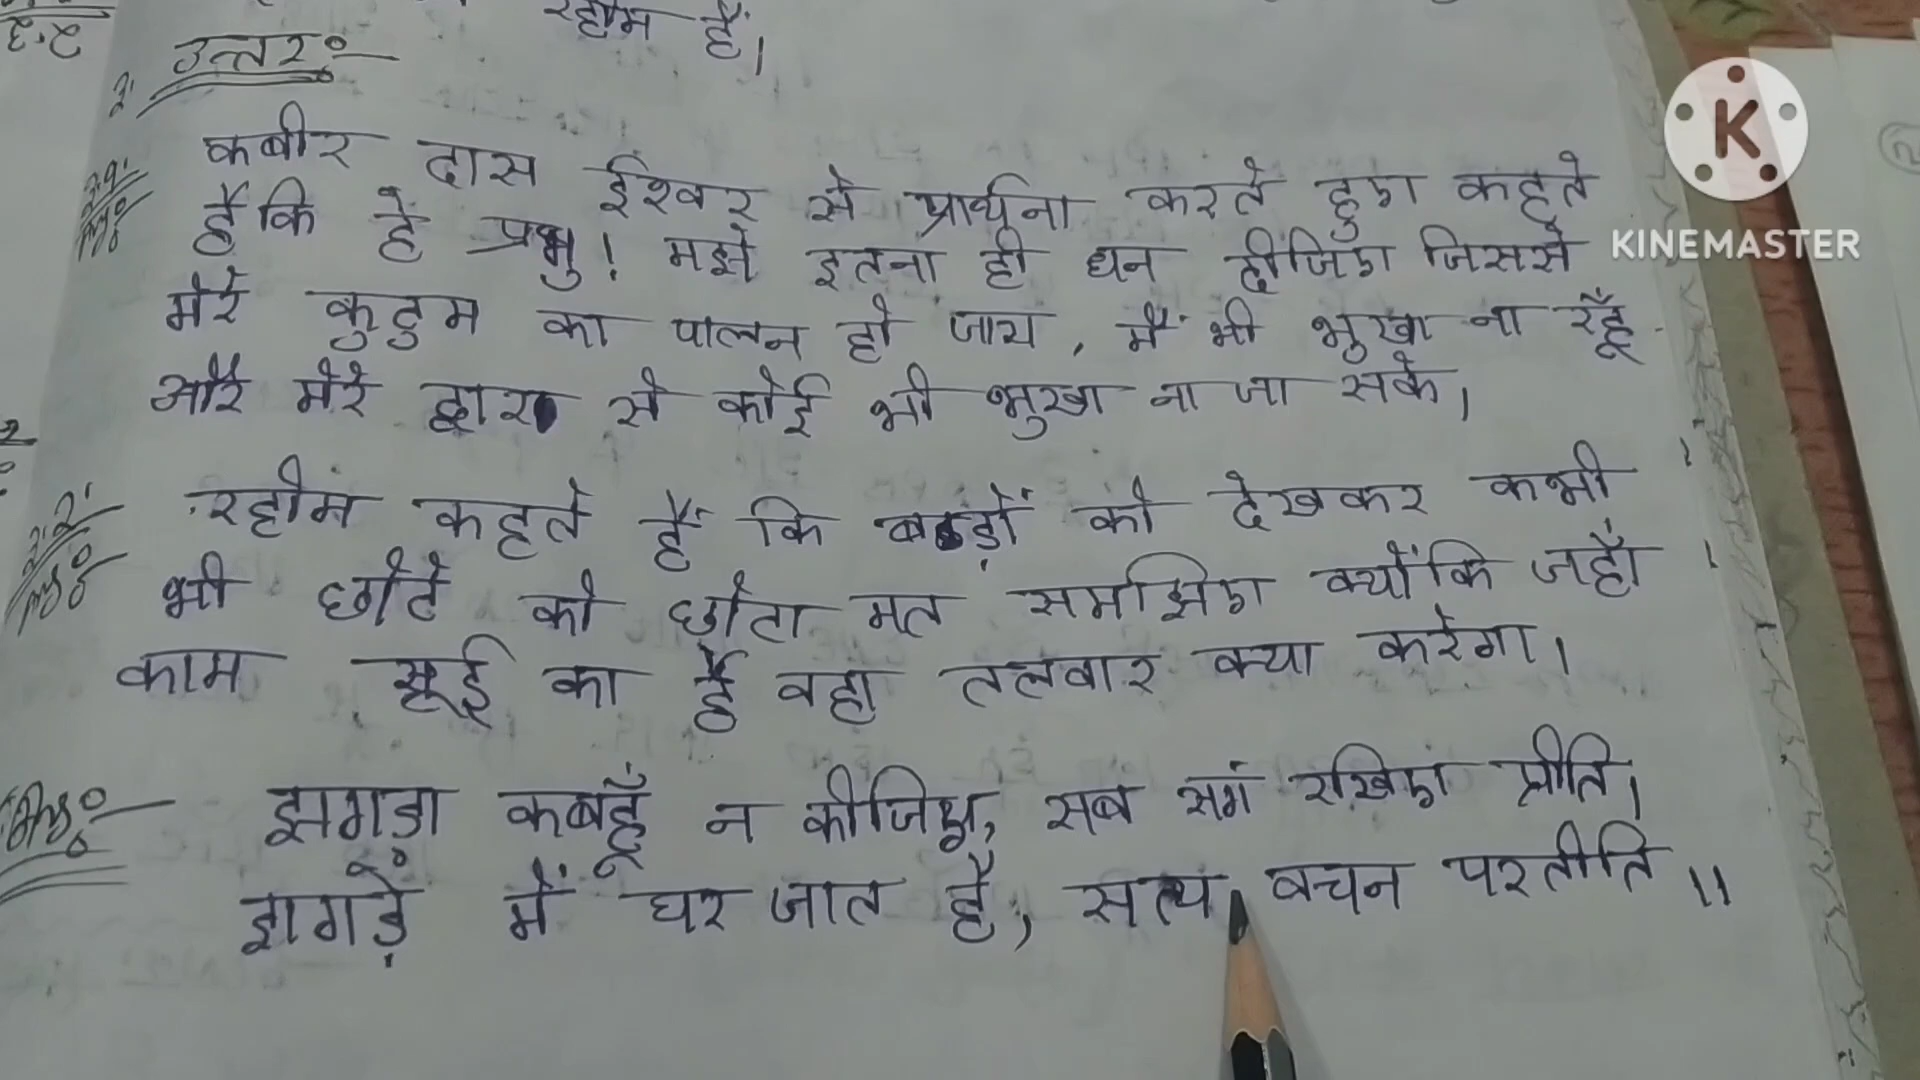 रहीम हैं।
उत्तर:-
कबीर दास ईश्वर से प्रार्थना करते हुए कहते
हैं कि हे प्रभु! मझे इतना ही धन दीजिए जिससे
मेरे कुटुम का पालन हो जाय, मैं भी भुखा ना रहूँ
और मेरे द्वार से कोई भी भुखा ना जा सके।
रहीम कहते हैं कि बड़ों को देखकर कभी
भी छोटे को छोटा मत समझिए क्योंकि जहाँ
काम सूई का है वहा तलवार क्या करेगा।
झगड़ा कबहूँ न कीजिए, सब सगं रखिए प्रीति।
झगड़े में घर जात है, सत्य वचन परतीति ॥
K
KINEMASTER